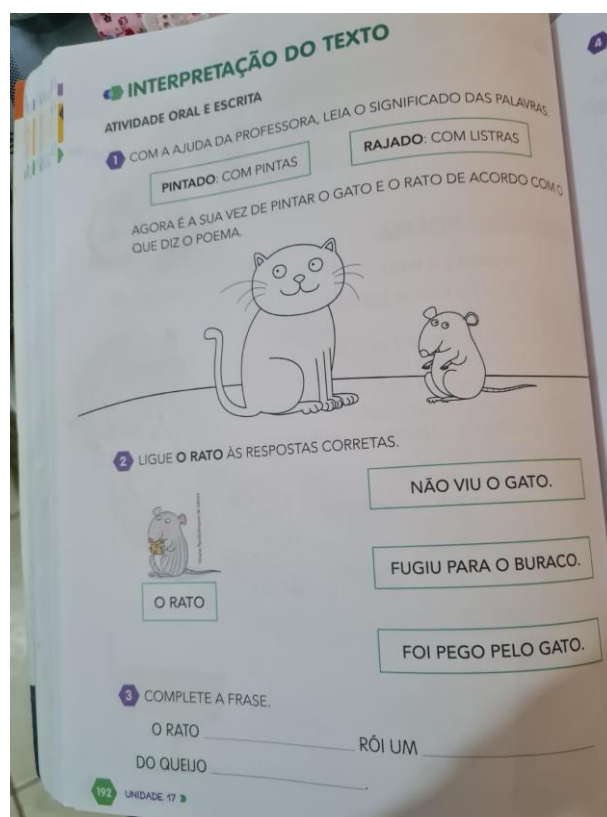 INTERPRETAÇÃO DO TEXTO
ATIVIDADE ORAL E ESCRITA
1 COM A AJUDA DA PROFESSORA, LEIA O SIGNIFICADO DAS PALAVRAS
PINTADO: COM PINTAS
RAJADO: COM LISTRAS
AGORA É A SUA VEZ DE PINTAR O GATO E O RATO DE ACORDO COM O
QUE DIZ O POEMA.
2 LIGUE O RATO ÀS RESPOSTAS CORRETAS.
NÃO VIU O GATO.
FUGIU PARA O BURACO.
O RATO
FOI PEGO PELO GATO.
3 COMPLETE A FRASE.
O RATO RÓI UM
DO QUEIJO .
192 UNIDADE 17
4